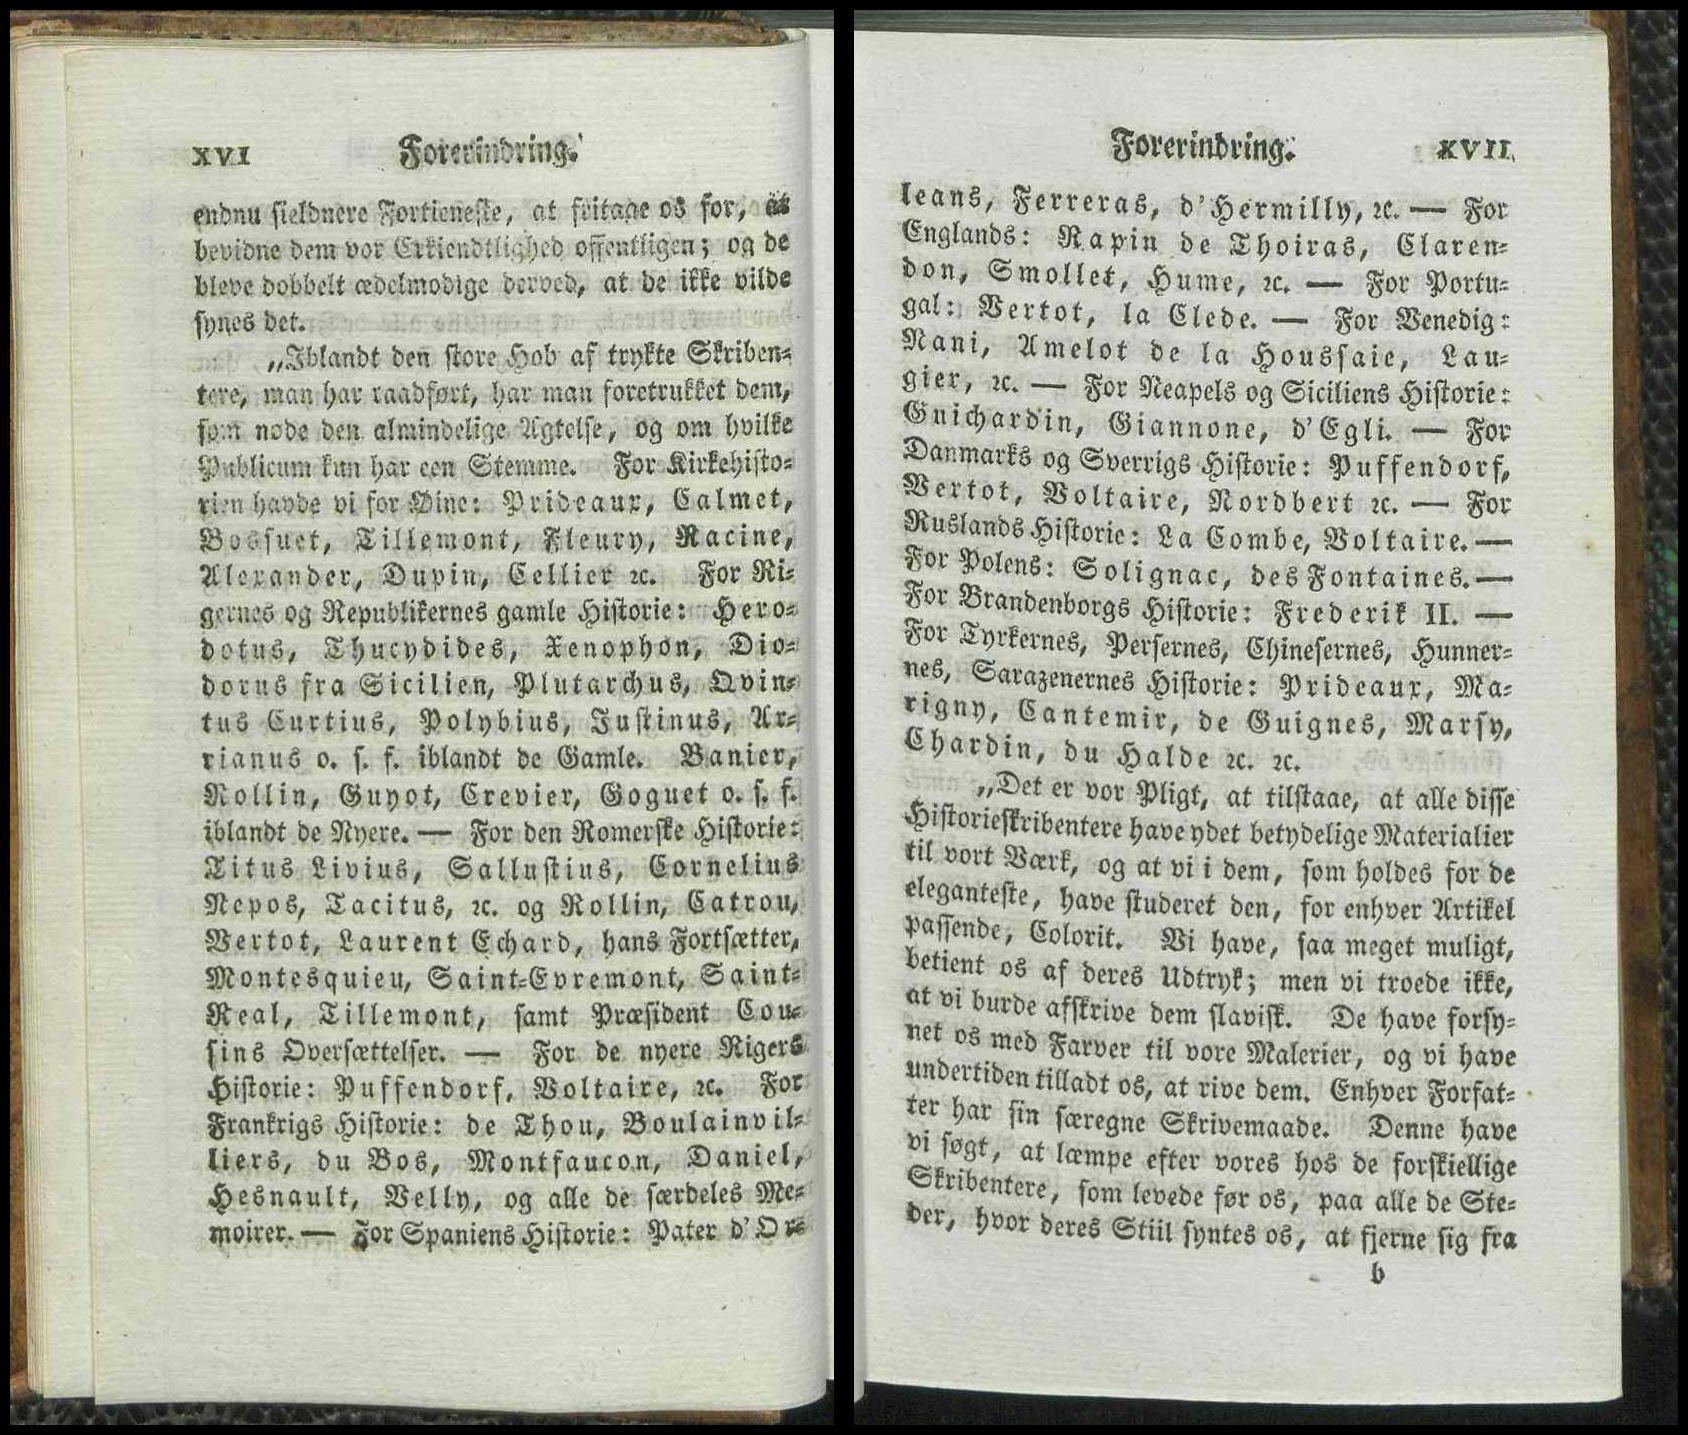 XVI Forerindring.
endnu sieldnere Fortieneste, at fritage os for, at
bevidne dem vor Erkiendtlighed offentligen; og de
bleve dobbelt ædelmodige derved, at de ikke vilde
synes det.
„Iblandt den store Hob af trykte Skriben-
tere, man har raadført, har man foretrukket dem,
som nøde den almindelige Agtelse, og om hvilke
Publicum kun har een Stemme. For Kirkehisto-
rien havde vi for Øine: Prideaux, Calmet,
Bossuet, Tillemont, Fleury, Racine,
Alexander, Dupin, Cellier ꝛc. For Ri-
gernes og Republikernes gamle Historie: Hero-
dotus, Thucydides, Xenophon, Dio-
dorus fra Sicilien, Plutarchus, Qvin-
tus Curtius, Polybius, Justinus, Ar-
rianus o. s. f. iblandt de Gamle. Banier,
Rollin, Guyot, Crevier, Goguet o. s. f.
iblandt de Nyere. — For den Romerske Historie:
Titus Livius, Sallustius, Cornelius
Nepos, Tacitus, ꝛc. og Rollin, Catrou,
Vertot, Laurent Echard, hans Fortsætter,
Montesquieu, Saint-Evremont, Saint-
Real, Tillemont, samt Præsident Cou-
sins Oversættelser. — For de nyere Rigers
Historie: Puffendorf, Voltaire, ꝛc. For
Frankrigs Historie: de Thou, Boulainvil-
liers, du Bos, Montfaucon, Daniel,
Hesnault, Velly, og alle de særdeles Me-
moirer. — For Spaniens Historie: Pater d'Or-
Forerindring. XVII
leans, Ferreras, d'Hermilly, ꝛc. — For
Englands: Rapin de Thoiras, Claren-
don, Smollet, Hume, ꝛc. — For Portu-
gal: Vertot, la Clede. — For Venedig:
Nani, Amelot de la Houssaie, Lau-
gier, ꝛc. — For Neapels og Siciliens Historie:
Guichardin, Giannone, d'Egli. — For
Danmarks og Sverrigs Historie: Puffendorf,
Vertot, Voltaire, Nordbert ꝛc. — For
Ruslands Historie: La Combe, Voltaire. —
For Polens: Solignac, des Fontaines. —
For Brandenborgs Historie: Frederik II. —
For Tyrkernes, Persernes, Chinesernes, Hunner-
nes, Sarazenernes Historie: Prideaux, Ma-
rigny, Cantemir, de Guignes, Marsy,
Chardin, du Halde ꝛc. ꝛc.
„Det er vor Pligt, at tilstaae, at alle disse
Historieskribentere have ydet betydelige Materialier
til vort Værk, og at vi i dem, som holdes for de
eleganteste, have studeret den, for enhver Artikel
passende, Colorit. Vi have, saa meget muligt,
betient os af deres Udtryk; men vi troede ikke,
at vi burde afskrive dem slavisk. De have forsy-
net os med Farver til vore Malerier, og vi have
undertiden tilladt os, at rive dem. Enhver Forfat-
ter har sin særegne Skrivemaade. Denne have
vi søgt, at læmpe efter vores hos de forskiellige
Skribentere, som levede før os, paa alle de Ste-
der, hvor deres Stiil syntes os, at fjerne sig fra
b